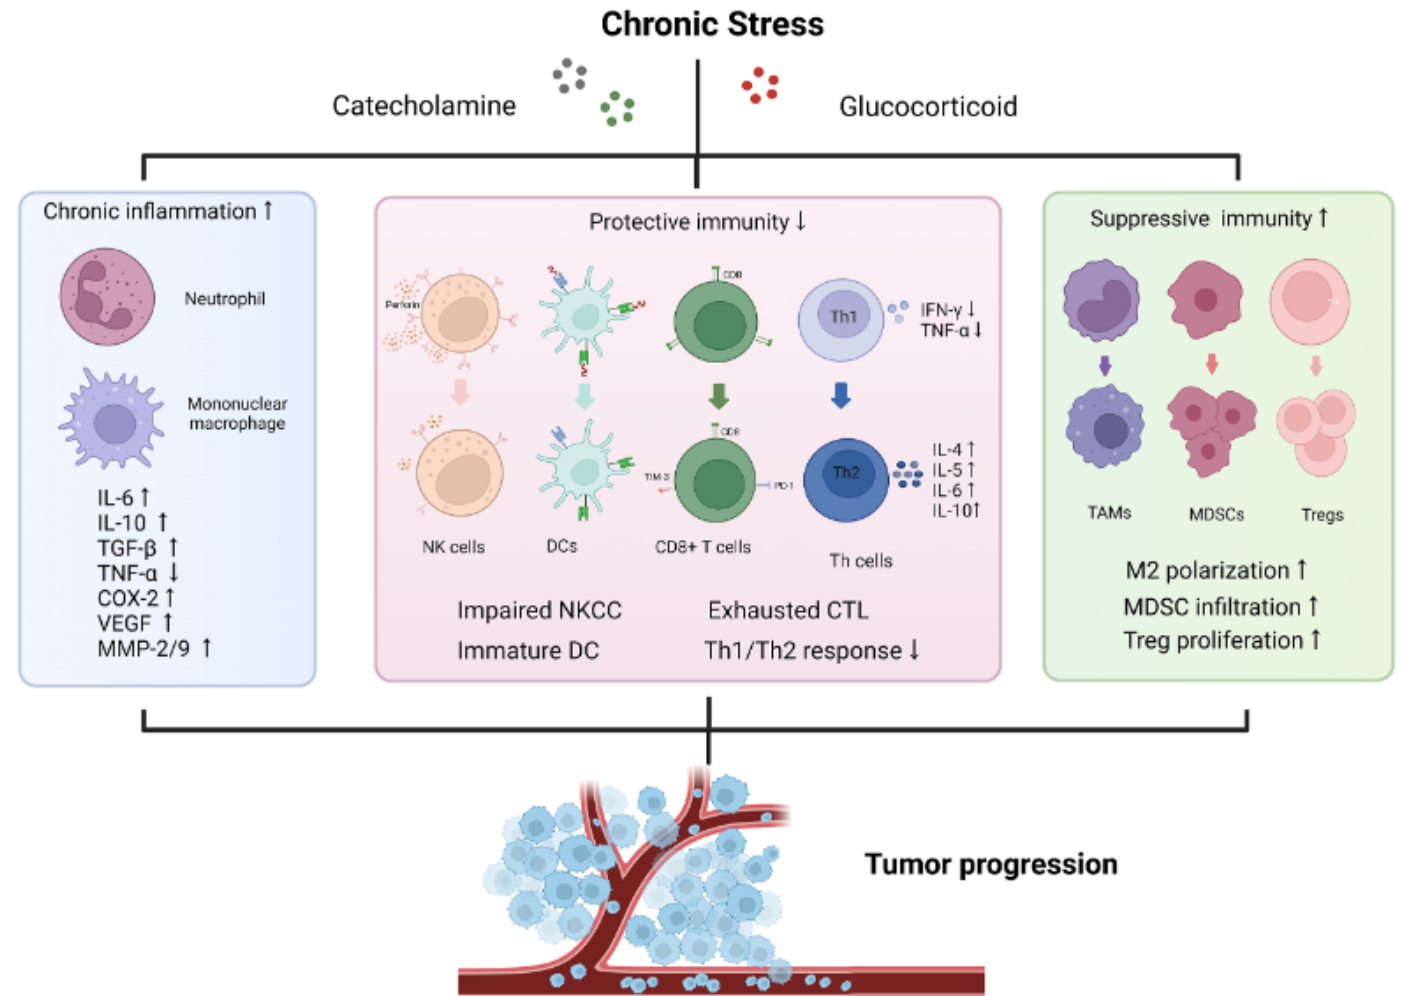 Chronic Stress
Catecholamine
Glucocorticoid
Chronic inflammation ↑
Neutrophil
Mononuclear
macrophage
IL-6 ↑
IL-10 ↑
TGF-β ↑
TNF-α ↓
COX-2 ↑
VEGF ↑
MMP-2/9 ↑
Protective immunity ↓
Perforin
CD8
Th1
IFN-γ ↓
TNF-α ↓
CD8
TIM-3
PD-1
Th2
IL-4 ↑
IL-5 ↑
IL-6 ↑
IL-10↑
NK cells
DCs
CD8+ T cells
Th cells
Impaired NKCC
Exhausted CTL
Immature DC
Th1/Th2 response ↓
Suppressive immunity ↑
TAMs
MDSCs
Tregs
M2 polarization ↑
MDSC infiltration ↑
Treg proliferation ↑
Tumor progression